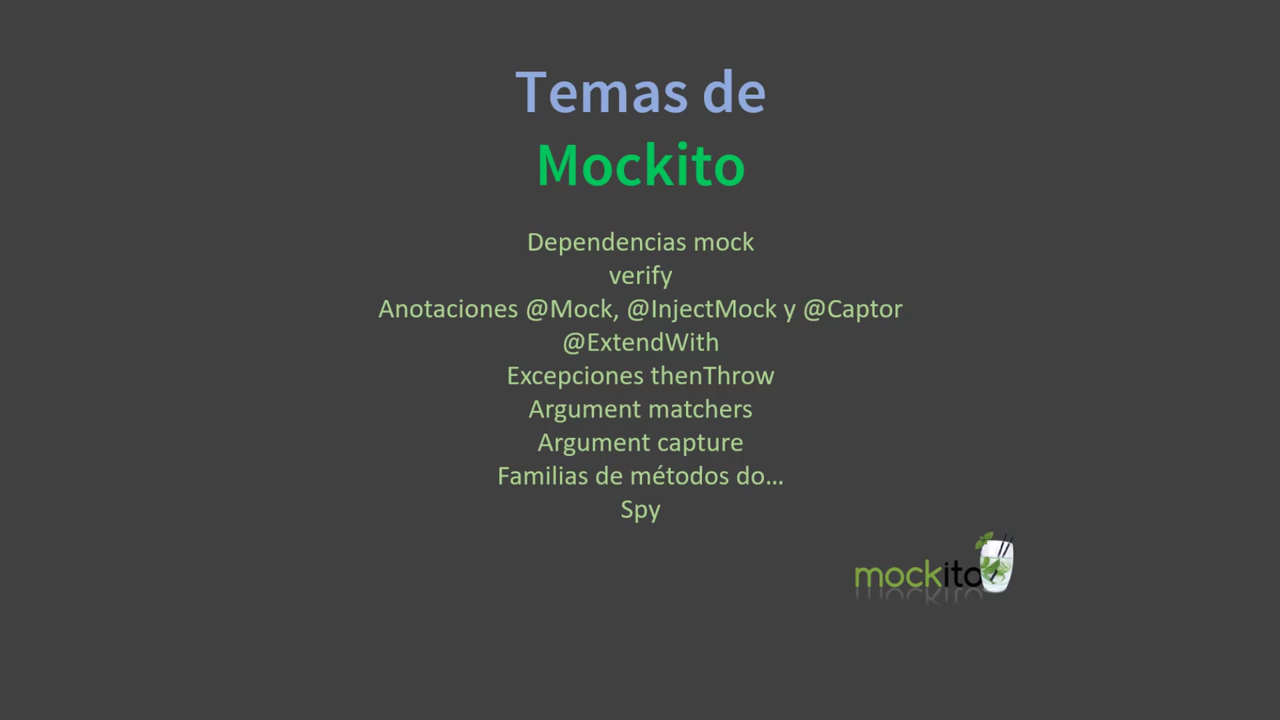 Temas de
Mockito
Dependencias mock
verify
Anotaciones @Mock, @InjectMock y @Captor
@ExtendWith
Excepciones thenThrow
Argument matchers
Argument capture
Familias de métodos do...
Spy
mockito